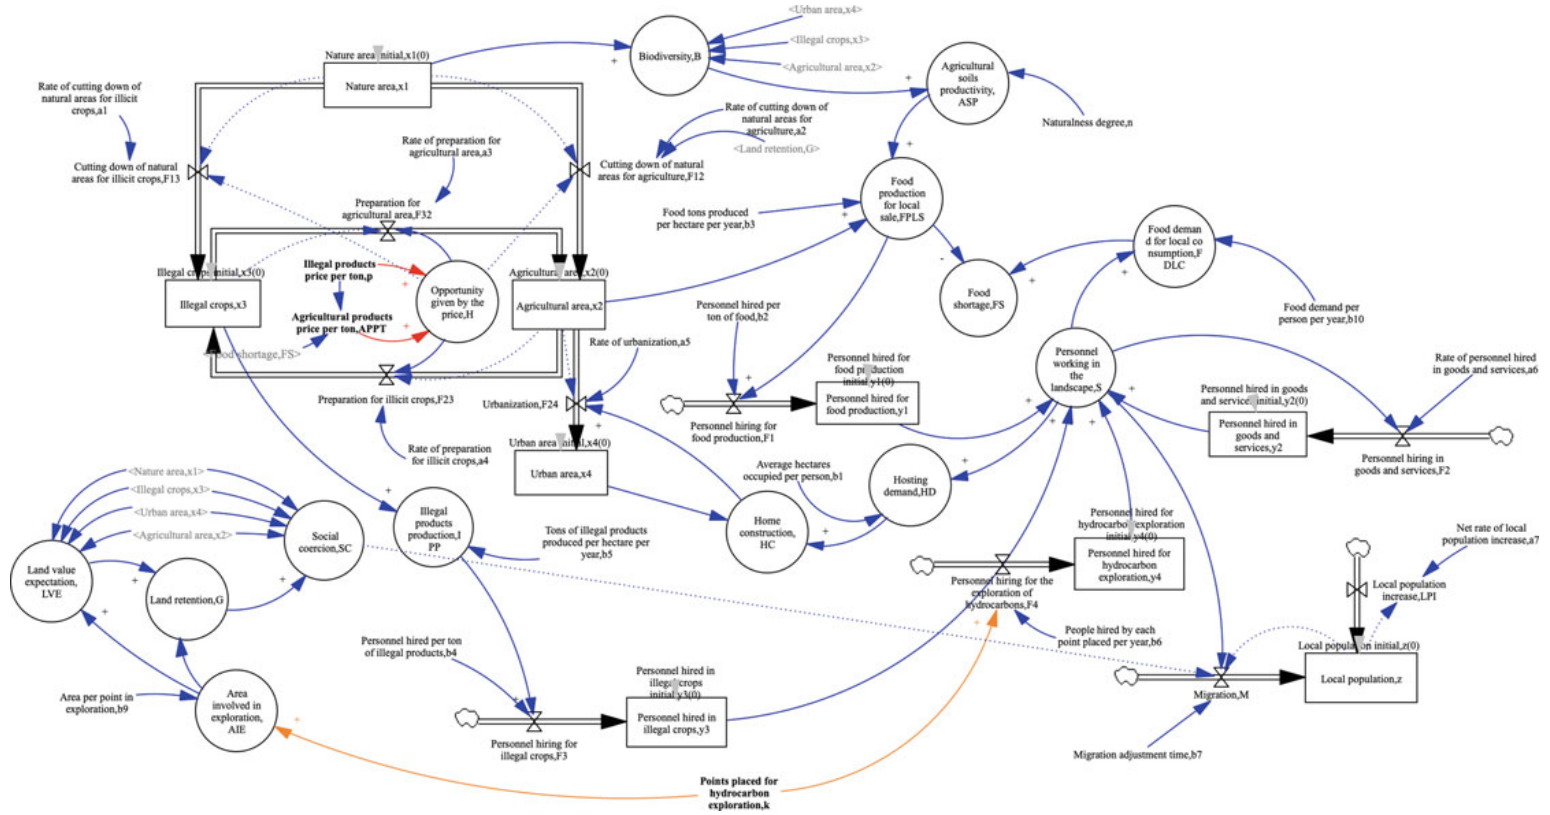 <Urban area,x4>
<Illegal crops,x3>
<Agricultural area,x2>
Nature area initial,x1(0)
Nature area,x1
Biodiversity,B
+
+
Agricultural
soils
productivity,
ASP
Naturalness degree,n
Rate of cutting down of
natural areas for illicit
crops,a1
Cutting down of natural
areas for illicit crops,F13
Rate of preparation for
agricultural area,a3
Rate of cutting down of
natural areas for
agriculture,a2
<Land retention,G>
Cutting down of natural
areas for agriculture,F12
+
Food
production
for local
sale,FPLS
Food tons produced
per hectare per year,b3
+
Preparation for
agricultural area,F32
Illegal crops initial,x3(0)
Illegal crops,x3
Illegal products
price per ton,p
+
Agricultural products
price per ton,APPT
+
<Food shortage,FS>
Opportunity
given by the
price,H
Agricultural area,x2(0)
Agricultural area,x2
-
+
Food
shortage,FS
Food deman
d for local co
nsumption,F
DLC
+
Food demand per
person per year,b10
Personnel hired per
ton of food,b2
Rate of urbanization,a5
Preparation for illicit crops,F23
Urbanization,F24
+
Rate of preparation
for illicit crops,a4
Urban area initial,x4(0)
Urban area,x4
+
Personnel hiring for
food production,F1
Personnel hired for
food production
initial,y1(0)
Personnel hired for
food production,y1
+
Personnel
working in
the
landscape,S
+
+
+
Personnel hired in goods
and services initial,y2(0)
Personnel hired in
goods and
services,y2
Rate of personnel hired
in goods and services,a6
Personnel hiring in
goods and services,F2
Average hectares
occupied per person,b1
+
Hosting
demand,HD
+
Home
construction,
HC
<Nature area,x1>
<Illegal crops,x3>
<Urban area,x4>
<Agricultural area,x2>
Social
coercion,SC
+
Illegal
products
production,I
PP
Tons of illegal products
produced per hectare per
year,b5
Land value
expectation,
LVE
+
Land retention,G
+
+
Personnel hired for
hydrocarbon exploration
initial,y4(0)
Personnel hired for
hydrocarbon
exploration,y4
Personnel hiring for the
exploration of
hydrocarbons,F4
+
People hired by each
point placed per year,b6
Net rate of local
population increase,a7
Local population
increase,LPI
Local population initial,z(0)
Local population,z
Migration,M
Migration adjustment time,b7
Area per point in
exploration,b9
Area
involved in
exploration,
AIE
+
Personnel hired per ton
of illegal products,b4
+
Personnel hiring for
illegal crops,F3
Personnel hired in
illegal crops
initial,y3(0)
Personnel hired in
illegal crops,y3
Points placed for
hydrocarbon
exploration,k